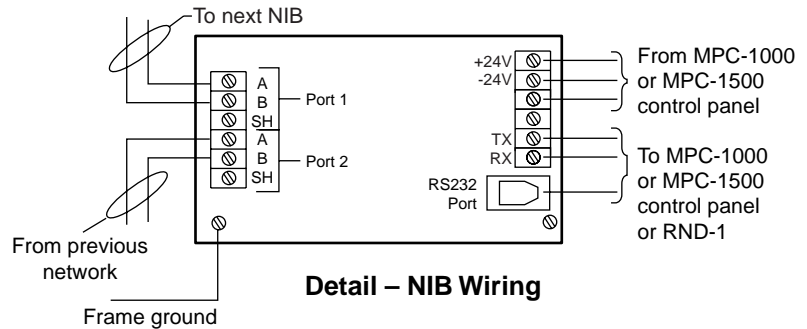 To next NIB
+24V
-24V
From MPC-1000
or MPC-1500
control panel
A
B
SH
Port 1
A
B
SH
Port 2
TX
RX
RS232
Port
To MPC-1000
or MPC-1500
control panel
or RND-1
From previous
network
Frame ground
Detail – NIB Wiring